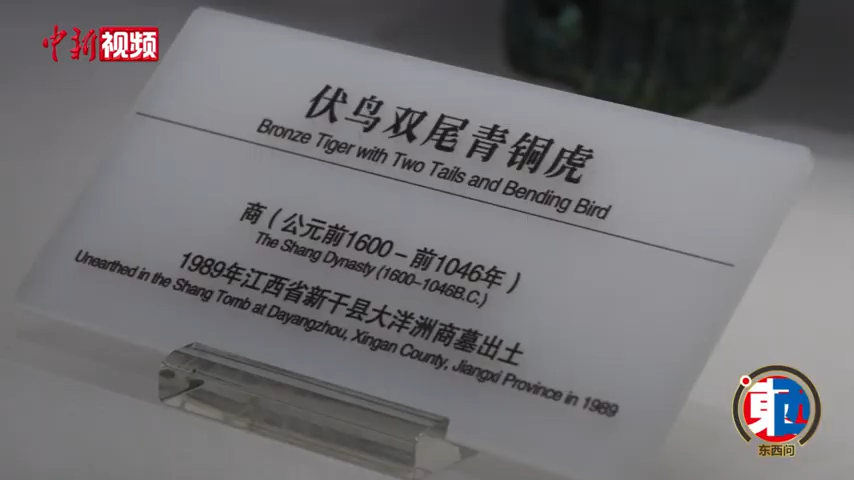 中新视频
伏鸟双尾青铜虎
Bronze Tiger with Two Tails and Bending Bird
商（公元前1600－前1046年）
The Shang Dynasty (1600-1046B.C.)
1989年江西省新干县大洋洲商墓出土
Unearthed in the Shang Tomb at Dayangzhou, Xingan County, Jiangxi Province in 1989
東西
东西问